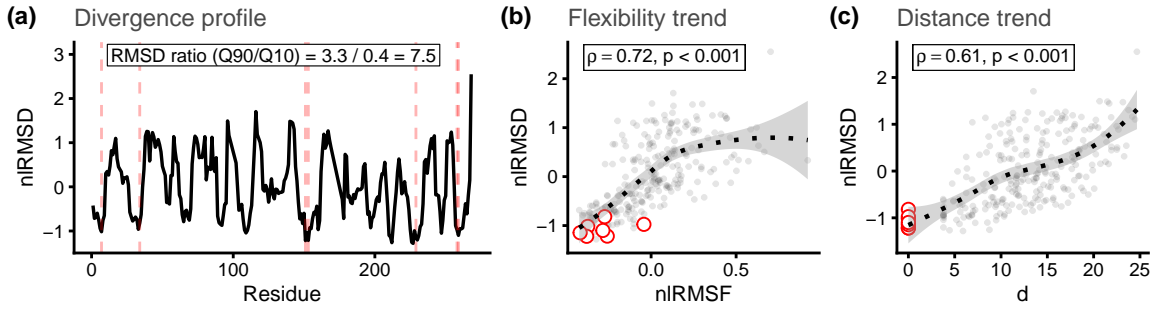 (a) Divergence profile
nlRMSD
3
2
1
0
−1
RMSD ratio (Q90/Q10) = 3.3 / 0.4 = 7.5
0 100 200
Residue
(b) Flexibility trend
nlRMSD
2
1
0
−1
ρ = 0.72, p < 0.001
0.0 0.5
nlRMSF
(c) Distance trend
nlRMSD
2
1
0
−1
ρ = 0.61, p < 0.001
0 5 10 15 20 25
d